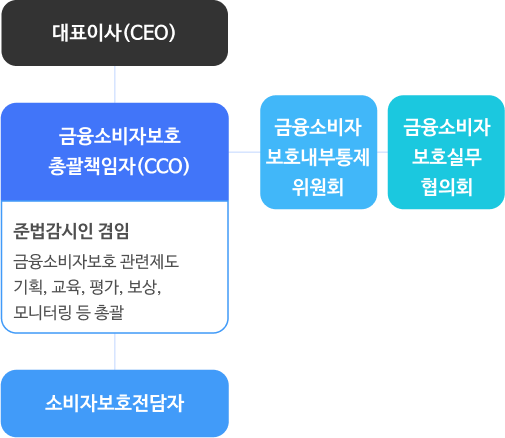 대표이사(CEO)
금융소비자보호
총괄책임자(CCO)
준법감시인 겸임
금융소비자보호 관련제도
기획, 교육, 평가, 보상,
모니터링 등 총괄
금융소비자
보호내부통제
위원회
금융소비자
보호실무
협의회
소비자보호전담자